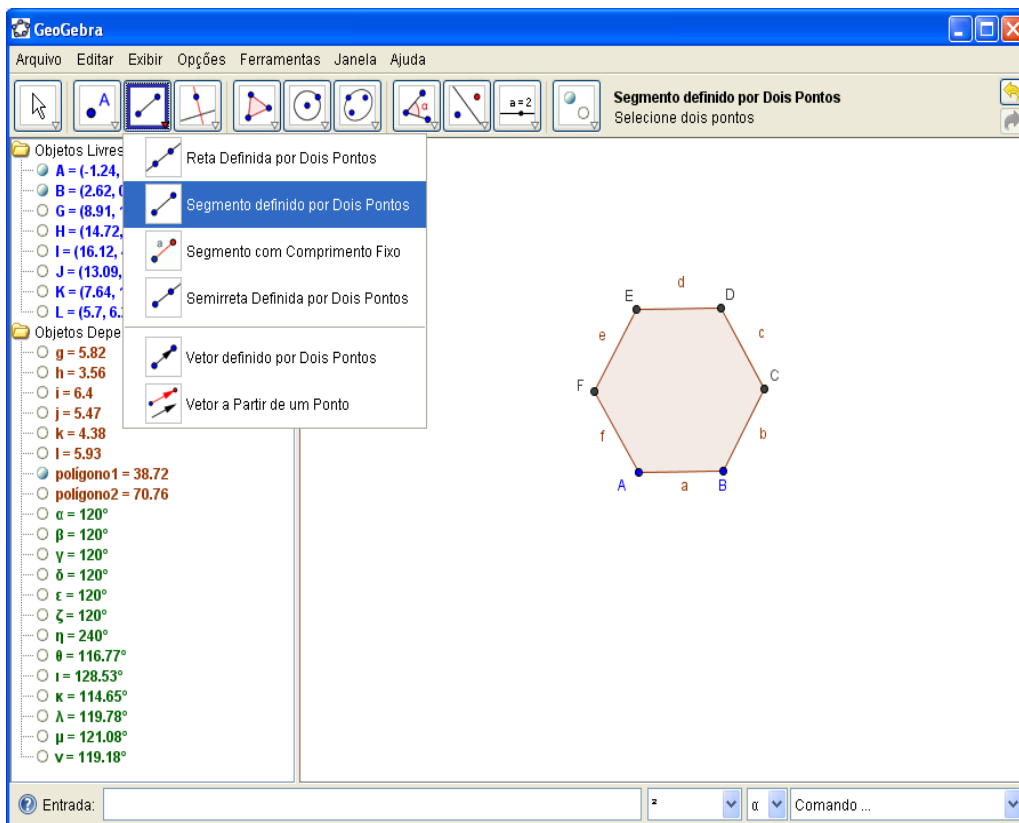 GeoGebra
Arquivo Editar Exibir Opções Ferramentas Janela Ajuda
A
α
a = 2
Segmento definido por Dois Pontos
Selecione dois pontos
Objetos Livres
A = (-1.24,
B = (2.62,
G = (8.91,
H = (14.72,
I = (16.12,
J = (13.09,
K = (7.64,
L = (5.7, 6.
Objetos Depe
g = 5.82
h = 3.56
i = 6.4
j = 5.47
k = 4.38
l = 5.93
polígono1 = 38.72
polígono2 = 70.76
α = 120°
β = 120°
γ = 120°
δ = 120°
ε = 120°
ζ = 120°
η = 240°
θ = 116.77°
ι = 128.53°
κ = 114.65°
λ = 119.78°
μ = 121.08°
ν = 119.18°
Reta Definida por Dois Pontos
Segmento definido por Dois Pontos
a
Segmento com Comprimento Fixo
Semirreta Definida por Dois Pontos
Vetor definido por Dois Pontos
Vetor a Partir de um Ponto
d
E D
e c
F C
f b
A a B
Entrada: ² α Comando ...